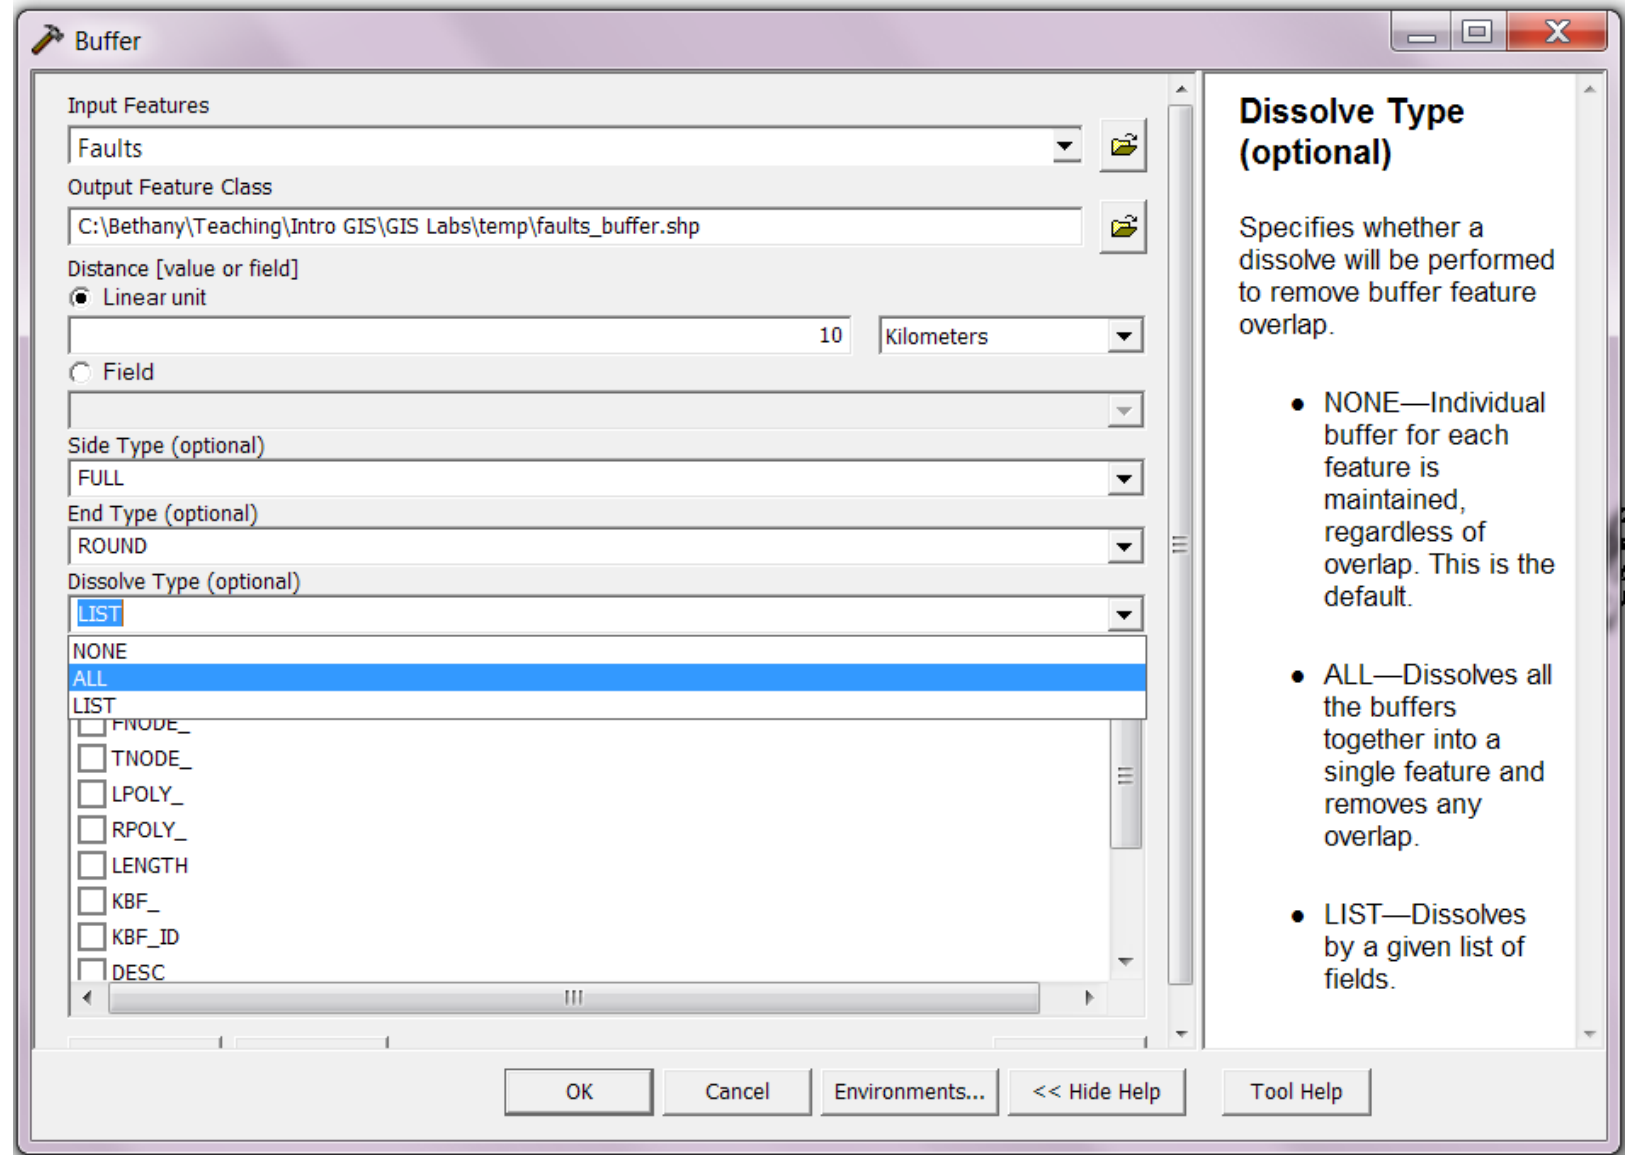 Buffer
Input Features
Faults
Output Feature Class
C:\Bethany\Teaching\Intro GIS\GIS Labs\temp\faults_buffer.shp
Distance [value or field]
Linear unit
10
Kilometers
Field
Side Type (optional)
FULL
End Type (optional)
ROUND
Dissolve Type (optional)
LIST
NONE
ALL
LIST
FNODE_
TNODE_
LPOLY_
RPOLY_
LENGTH
KBF_
KBF_ID
DESC
OK
Cancel
Environments...
<< Hide Help
Tool Help
Dissolve Type
(optional)
Specifies whether a
dissolve will be performed
to remove buffer feature
overlap.
● NONE—Individual
buffer for each
feature is
maintained,
regardless of
overlap. This is the
default.
● ALL—Dissolves all
the buffers
together into a
single feature and
removes any
overlap.
● LIST—Dissolves
by a given list of
fields.